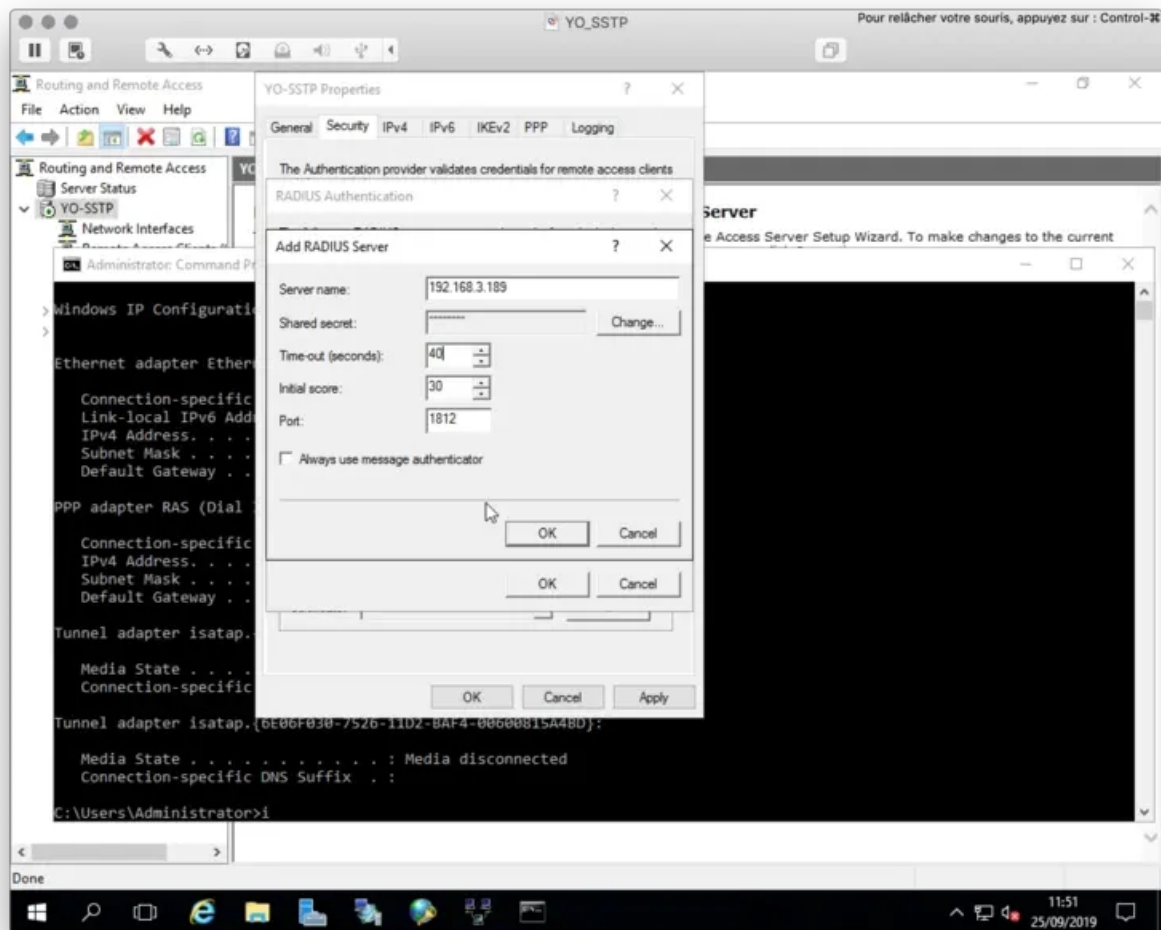 YO_SSTP
Pour relâcher votre souris, appuyez sur : Control-⌘
Routing and Remote Access
File Action View Help
Routing and Remote Access
Server Status
YO-SSTP
Network Interfaces
YO-SSTP Properties
General Security IPv4 IPv6 IKEv2 PPP Logging
The Authentication provider validates credentials for remote access clients
RADIUS Authentication
Add RADIUS Server
Server name: 192.168.3.189
Shared secret: ******** Change...
Time-out (seconds): 40
Initial score: 30
Port: 1812
Always use message authenticator
OK Cancel
OK Cancel
OK Cancel Apply
Server
e Access Server Setup Wizard. To make changes to the current
Administrator: Command Pr
Windows IP Configuratio
Ethernet adapter Ether
Connection-specific
Link-local IPv6 Addr
IPv4 Address. . . .
Subnet Mask . . . .
Default Gateway . .
PPP adapter RAS (Dial
Connection-specific
IPv4 Address. . . .
Subnet Mask . . . .
Default Gateway . .
Tunnel adapter isatap.
Media State . . . .
Connection-specific
Tunnel adapter isatap.{6E06F030-7526-11D2-BAF4-00600815A4BD}:
Media State . . . . . . . . . . . : Media disconnected
Connection-specific DNS Suffix . :
C:\Users\Administrator>i
Done
11:51
25/09/2019